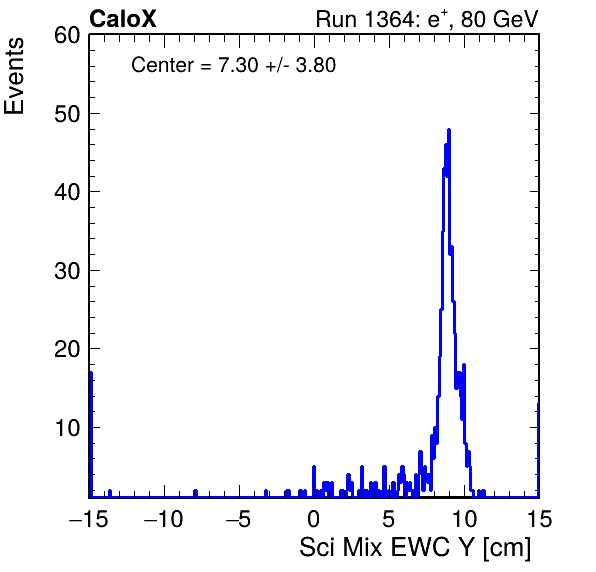 CaloX Run 1364: e⁺, 80 GeV
Center = 7.30 +/- 3.80
Events
60
50
40
30
20
10
−15 −10 −5 0 5 10 15
Sci Mix EWC Y [cm]